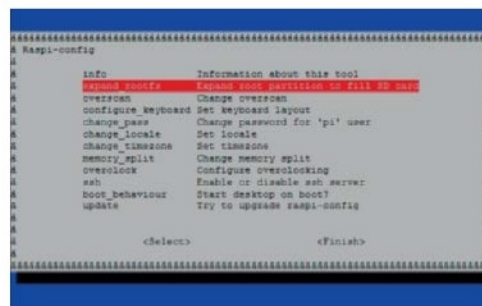 Raspi-config
info Information about this tool
expand_rootfs Expand root partition to fill SD card
overscan Change overscan
configure_keyboard Set keyboard layout
change_pass Change password for 'pi' user
change_locale Set locale
change_timezone Set timezone
memory_split Change memory split
overclock Configure overclocking
ssh Enable or disable ssh server
boot_behaviour Start desktop on boot?
update Try to upgrade raspi-config
<Select> <Finish>